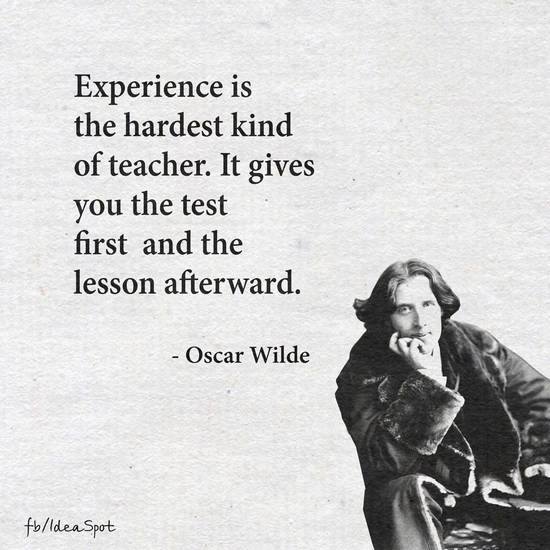 Experience is
the hardest kind
of teacher. It gives
you the test
first  and the
lesson afterward.
- Oscar Wilde
fb/IdeaSpot